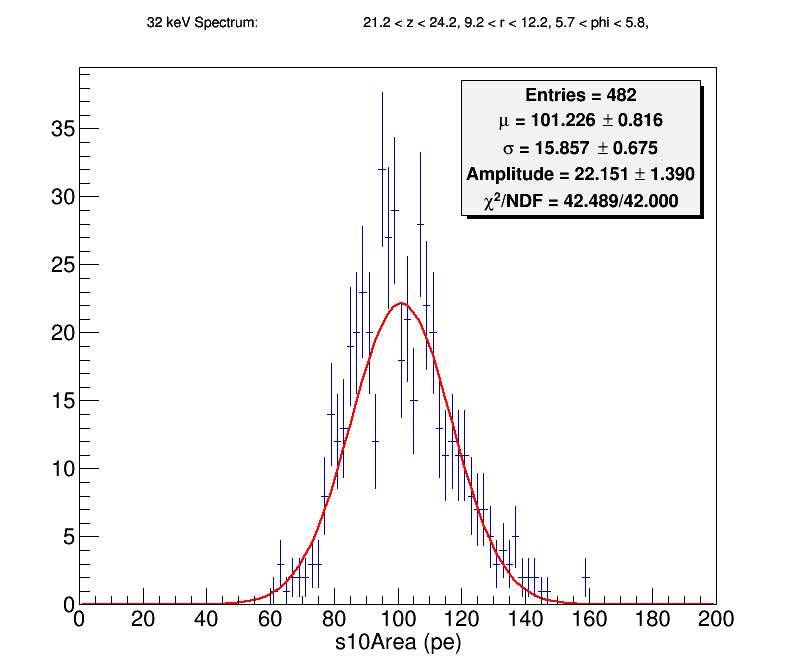 32 keV Spectrum: 21.2 < z < 24.2, 9.2 < r < 12.2, 5.7 < phi < 5.8,
Entries = 482
μ = 101.226 ± 0.816
σ = 15.857 ± 0.675
Amplitude = 22.151 ± 1.390
χ²/NDF = 42.489/42.000
35
30
25
20
15
10
5
0
0 20 40 60 80 100 120 140 160 180 200
s10Area (pe)